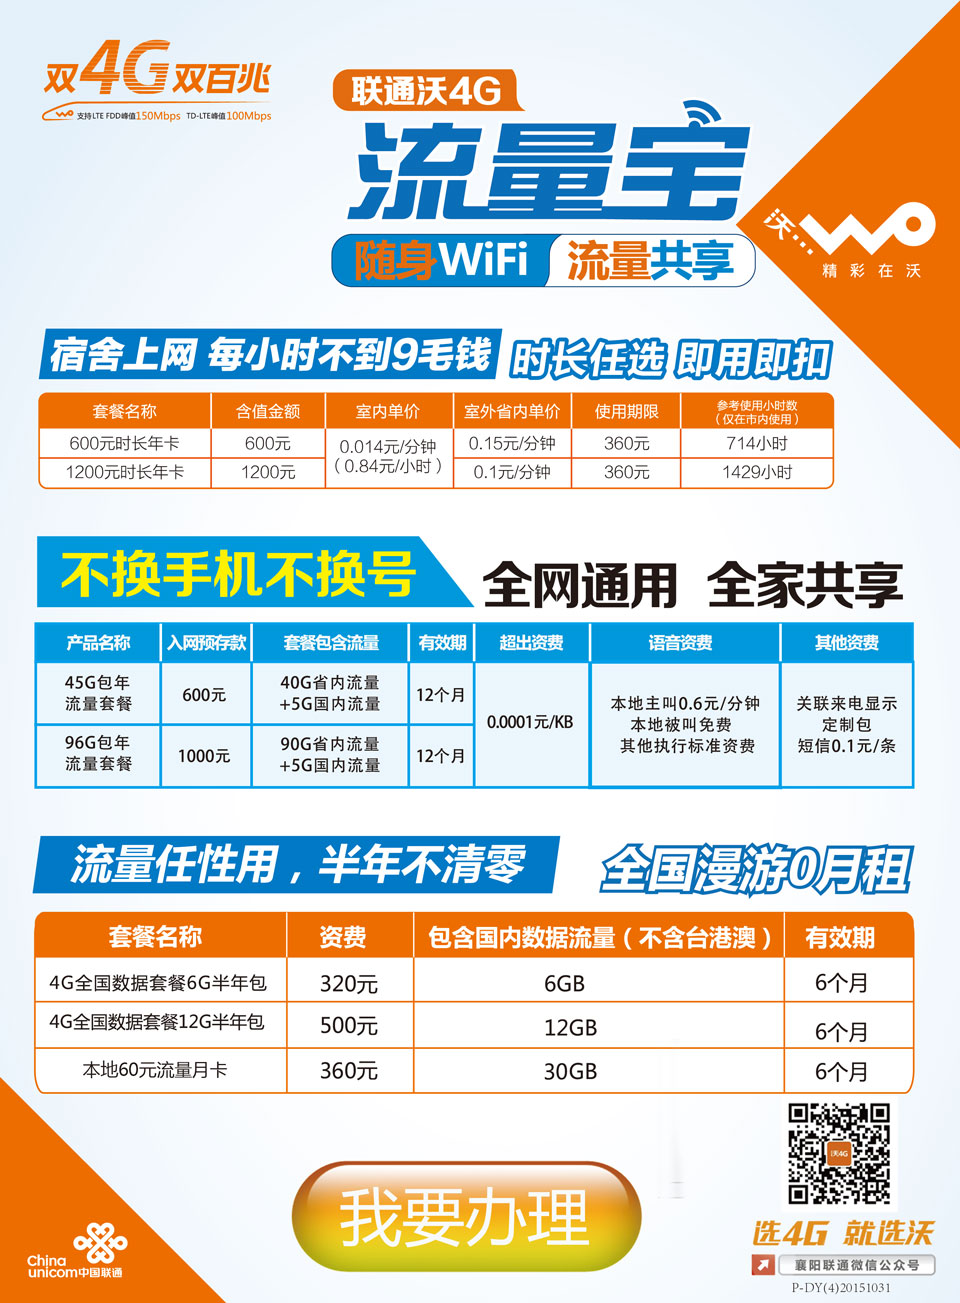 双4G双百兆
支持LTE FDD峰值150Mbps TD-LTE峰值100Mbps
联通沃4G
流量宝
随身WiFi 流量共享
沃...
精彩在沃
宿舍上网 每小时不到9毛钱 时长任选 即用即扣
套餐名称 含值金额 室内单价 室外省内单价 使用期限 参考使用小时数（仅在市内使用）
600元时长年卡 600元 0.014元/分钟（0.84元/小时） 0.15元/分钟 360元 714小时
1200元时长年卡 1200元 0.1元/分钟 360元 1429小时
不换手机不换号 全网通用 全家共享
产品名称 入网预存款 套餐包含流量 有效期 超出资费 语音资费 其他资费
45G包年
流量套餐
600元
40G省内流量
+5G国内流量
12个月
96G包年
流量套餐
1000元
90G省内流量
+5G国内流量
12个月
0.0001元/KB
本地主叫0.6元/分钟
本地被叫免费
其他执行标准资费
关联来电显示
定制包
短信0.1元/条
流量任性用，半年不清零 全国漫游0月租
套餐名称 资费 包含国内数据流量（不含台港澳） 有效期
4G全国数据套餐6G半年包 320元 6GB 6个月
4G全国数据套餐12G半年包 500元 12GB 6个月
本地60元流量月卡 360元 30GB 6个月
沃4G
我要办理
选4G 就选沃
襄阳联通微信公众号
P-DY(4)20151031
China
unicom中国联通